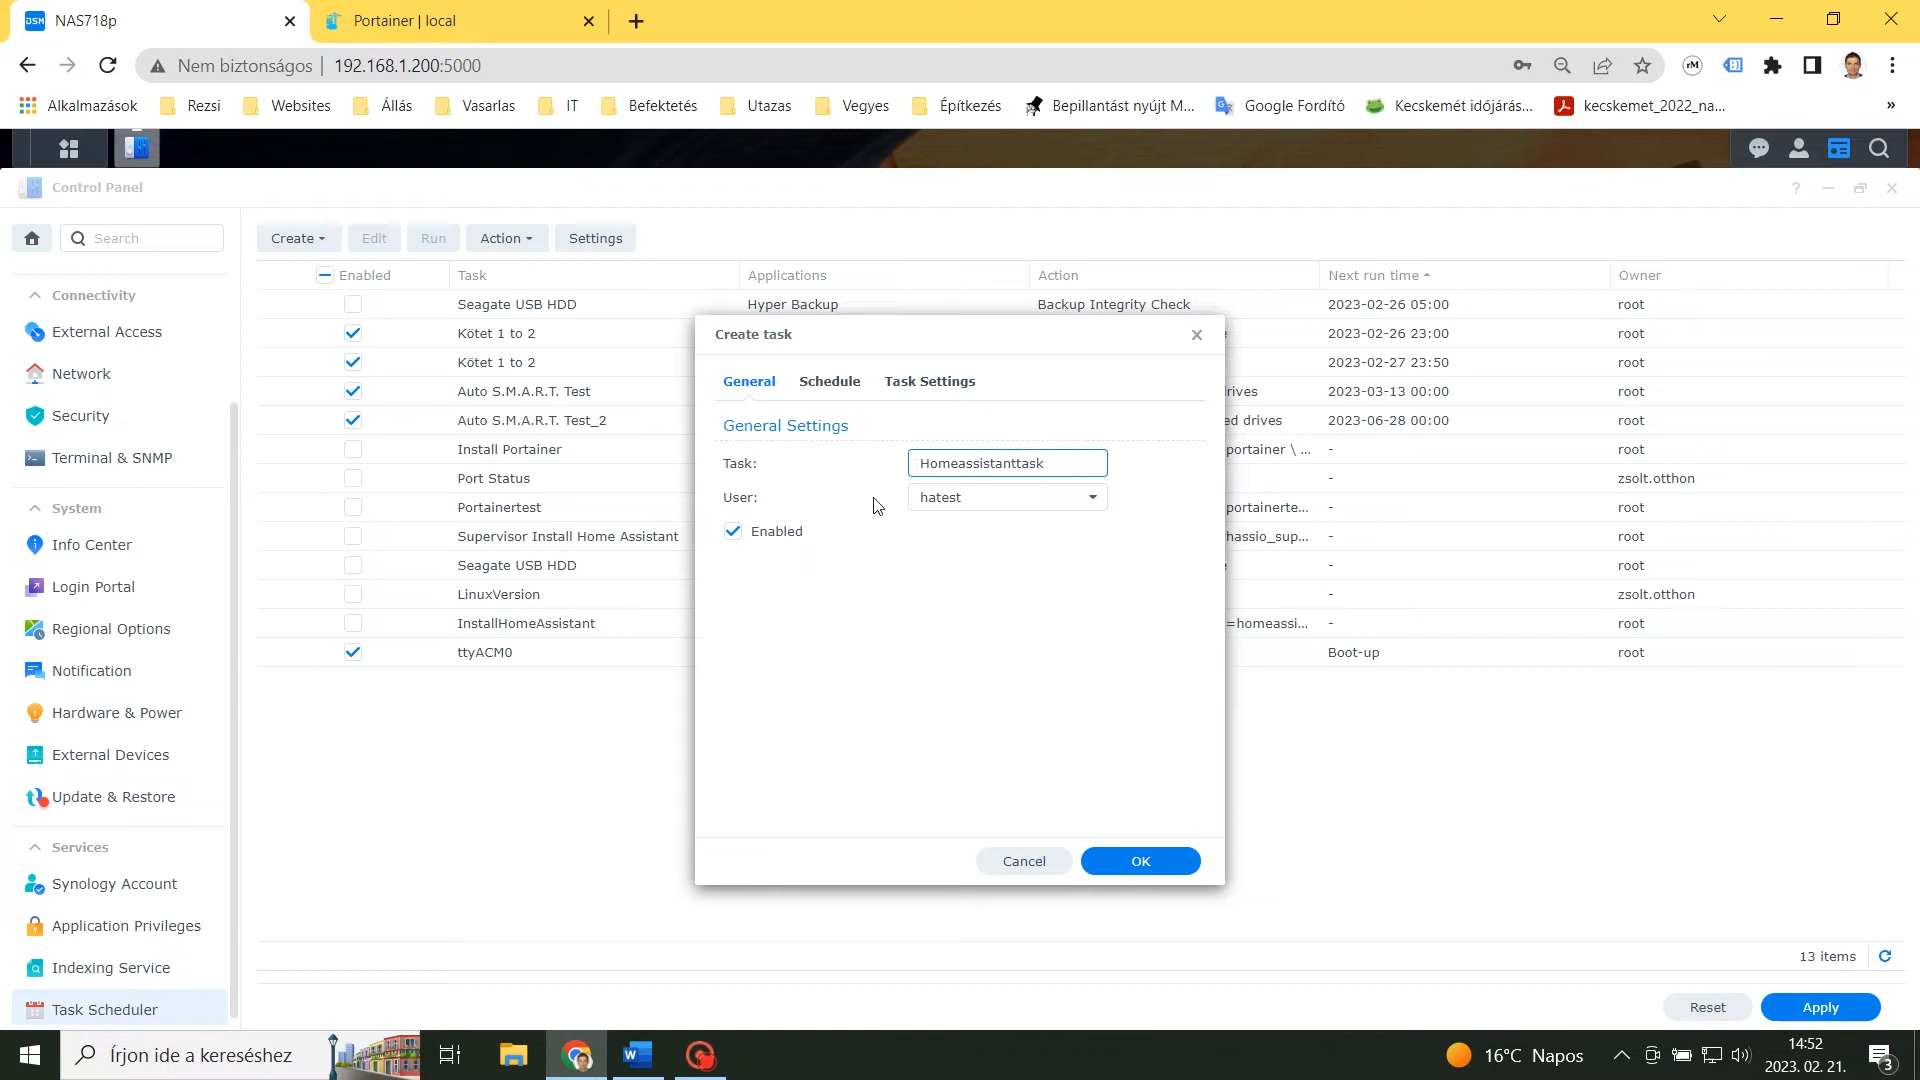 NAS718p
Portainer | local
Nem biztonságos | 192.168.1.200:5000
Alkalmazások Rezsi Websites Állás Vasarlas IT Befektetés Utazas Vegyes Építkezés Bepillantást nyújt M... Google Fordító Kecskemét időjárás... kecskemet_2022_na... »
Control Panel
Search
Connectivity
External Access
Network
Security
Terminal & SNMP
System
Info Center
Login Portal
Regional Options
Notification
Hardware & Power
External Devices
Update & Restore
Services
Synology Account
Application Privileges
Indexing Service
Task Scheduler
Create Edit Run Action Settings
Enabled Task Applications Action Next run time Owner
Seagate USB HDD Hyper Backup Backup Integrity Check 2023-02-26 05:00 root
Kötet 1 to 2 2023-02-26 23:00 root
Kötet 1 to 2 2023-02-27 23:50 root
Auto S.M.A.R.T. Test rives 2023-03-13 00:00 root
Auto S.M.A.R.T. Test_2 ed drives 2023-06-28 00:00 root
Install Portainer portainer \ ... - root
Port Status - zsolt.otthon
Portainertest portainerte... - root
Supervisor Install Home Assistant hassio_sup... - root
Seagate USB HDD - root
LinuxVersion - zsolt.otthon
InstallHomeAssistant =homeassi... - root
ttyACM0 Boot-up root
Create task
General Schedule Task Settings
General Settings
Task: Homeassistanttask
User: hatest
Enabled
Cancel OK
13 items
Reset Apply
Írjon ide a kereséshez
16°C Napos
14:52
2023. 02. 21.
3